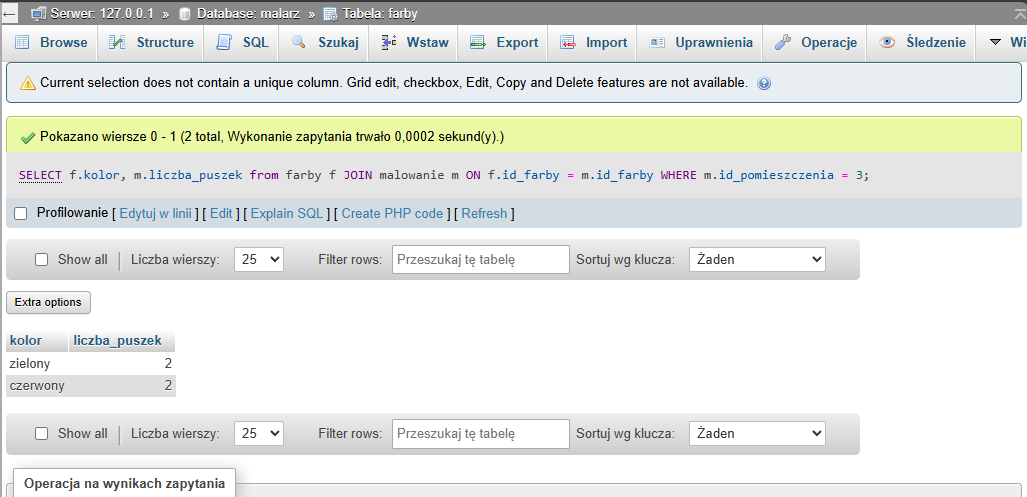 Serwer: 127.0.0.1 » Database: malarz » Tabela: farby
Browse Structure SQL Szukaj Wstaw Export Import Uprawnienia Operacje Śledzenie
Current selection does not contain a unique column. Grid edit, checkbox, Edit, Copy and Delete features are not available.
Pokazano wiersze 0 - 1 (2 total, Wykonanie zapytania trwało 0,0002 sekund(y).)
SELECT f.kolor, m.liczba_puszek from farby f JOIN malowanie m ON f.id_farby = m.id_farby WHERE m.id_pomieszczenia = 3;
Profilowanie [ Edytuj w linii ] [ Edit ] [ Explain SQL ] [ Create PHP code ] [ Refresh ]
Show all | Liczba wierszy: 25 Filter rows: Przeszukaj tę tabelę Sortuj wg klucza: Żaden
Extra options
kolor liczba_puszek
zielony 2
czerwony 2
Show all | Liczba wierszy: 25 Filter rows: Przeszukaj tę tabelę Sortuj wg klucza: Żaden
Operacja na wynikach zapytania